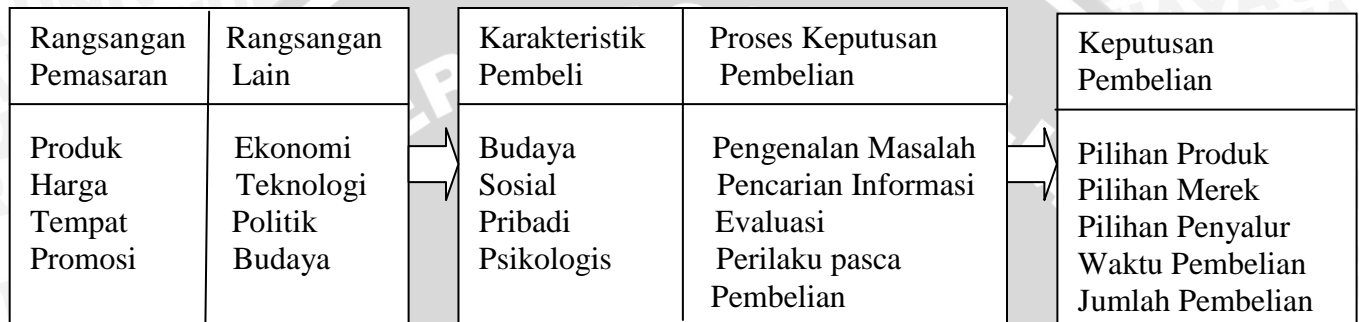 Rangsangan
Pemasaran
Produk
Harga
Tempat
Promosi
Rangsangan
Lain
Ekonomi
Teknologi
Politik
Budaya
Karakteristik
Pembeli
Budaya
Sosial
Pribadi
Psikologis
Proses Keputusan
Pembelian
Pengenalan Masalah
Pencarian Informasi
Evaluasi
Perilaku pasca
Pembelian
Keputusan
Pembelian
Pilihan Produk
Pilihan Merek
Pilihan Penyalur
Waktu Pembelian
Jumlah Pembelian